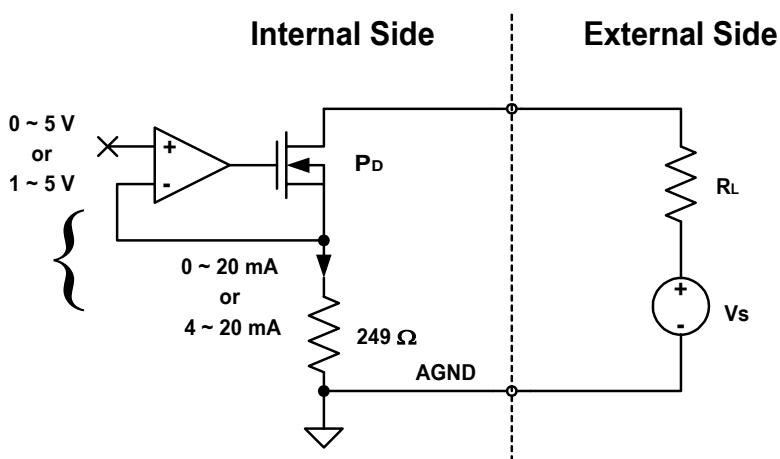 Internal Side
External Side
0 ~ 5 V
or
1 ~ 5 V
+
-
PD
RL
0 ~ 20 mA
or
4 ~ 20 mA
249 Ω
+
-
Vs
AGND